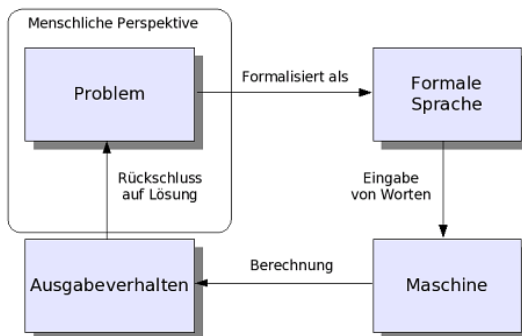 Menschliche Perspektive
Problem
Formalisiert als
Formale
Sprache
Rückschluss
auf Lösung
Eingabe
von Worten
Ausgabeverhalten
Berechnung
Maschine